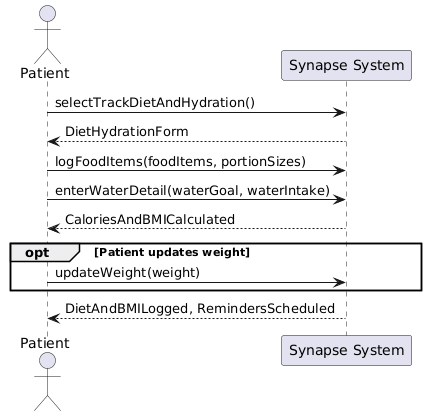 Patient
Synapse System
selectTrackDietAndHydration()
DietHydrationForm
logFoodItems(foodItems, portionSizes)
enterWaterDetail(waterGoal, waterIntake)
CaloriesAndBMICalculated
opt [Patient updates weight]
updateWeight(weight)
DietAndBMILogged, RemindersScheduled
Patient
Synapse System